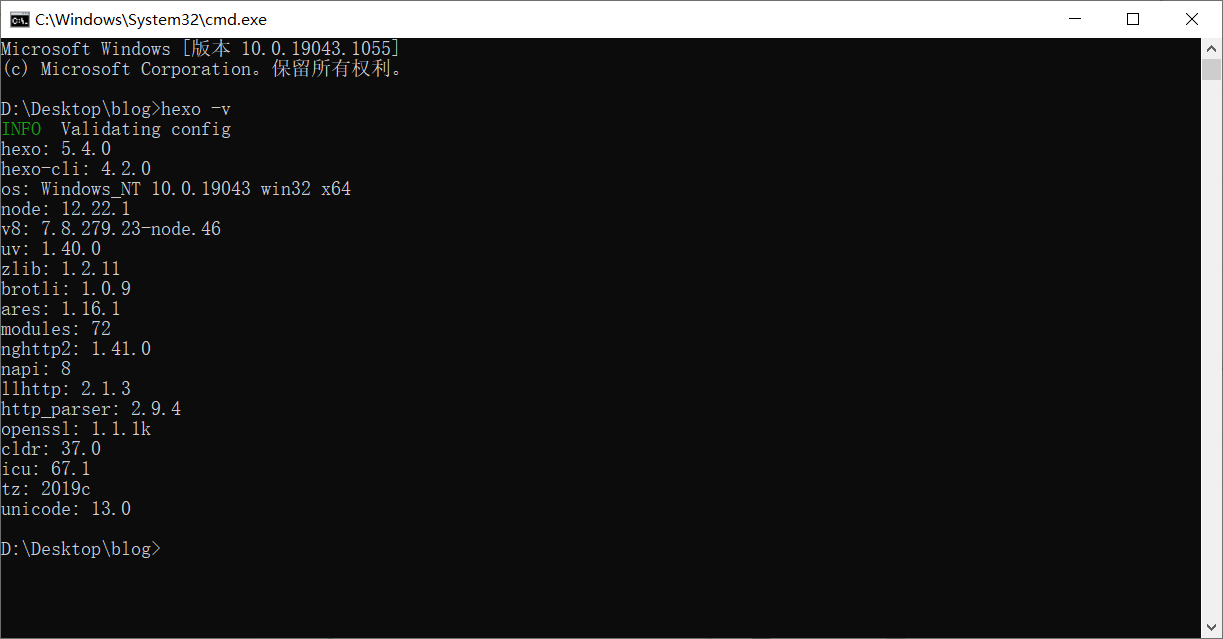 C:\Windows\System32\cmd.exe
Microsoft Windows [版本 10.0.19043.1055]
(c) Microsoft Corporation。保留所有权利。
D:\Desktop\blog>hexo -v
INFO  Validating config
hexo: 5.4.0
hexo-cli: 4.2.0
os: Windows_NT 10.0.19043 win32 x64
node: 12.22.1
v8: 7.8.279.23-node.46
uv: 1.40.0
zlib: 1.2.11
brotli: 1.0.9
ares: 1.16.1
modules: 72
nghttp2: 1.41.0
napi: 8
llhttp: 2.1.3
http_parser: 2.9.4
openssl: 1.1.1k
cldr: 37.0
icu: 67.1
tz: 2019c
unicode: 13.0
D:\Desktop\blog>